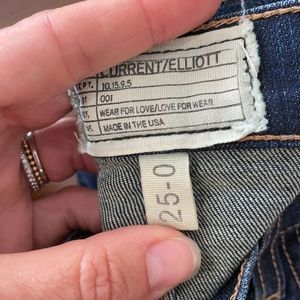 CURRENT/ELLIOTT
PT. 10.15.9.5
001
WEAR FOR LOVE/LOVE FOR WEAR
MADE IN THE USA
25-0